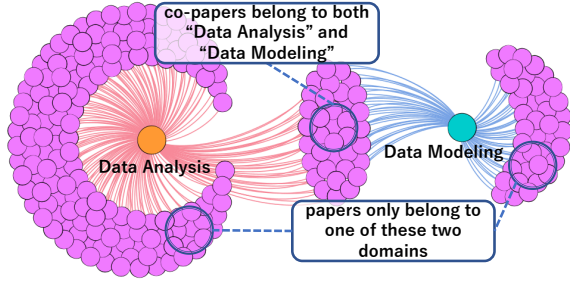 co-papers belong to both
“Data Analysis” and
“Data Modeling”
Data Analysis
Data Modeling
papers only belong to
one of these two
domains